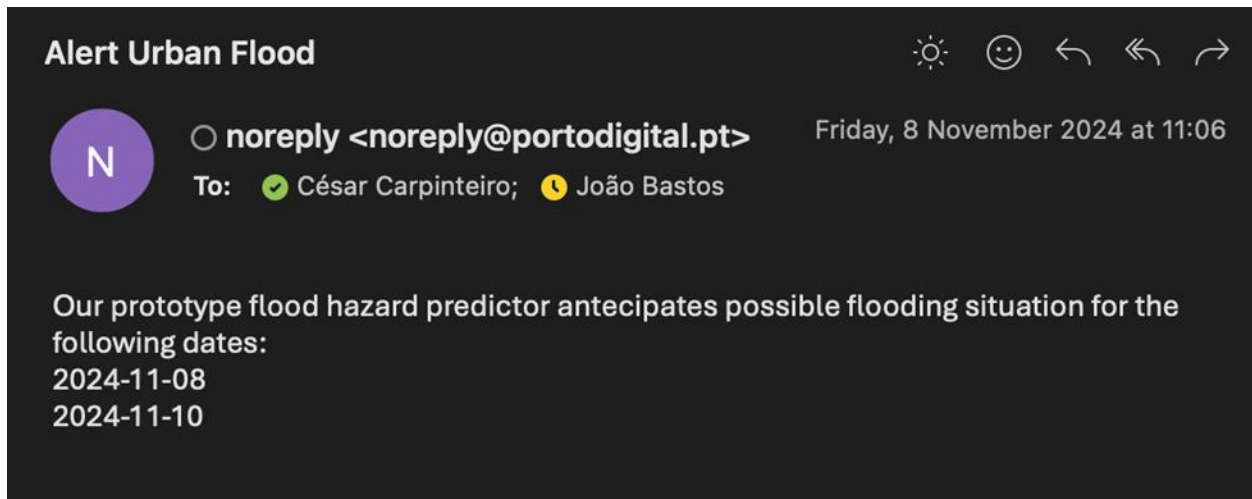 Alert Urban Flood
N
noreply <noreply@portodigital.pt>
Friday, 8 November 2024 at 11:06
To: César Carpinteiro; João Bastos
Our prototype flood hazard predictor antecipates possible flooding situation for the
following dates:
2024-11-08
2024-11-10